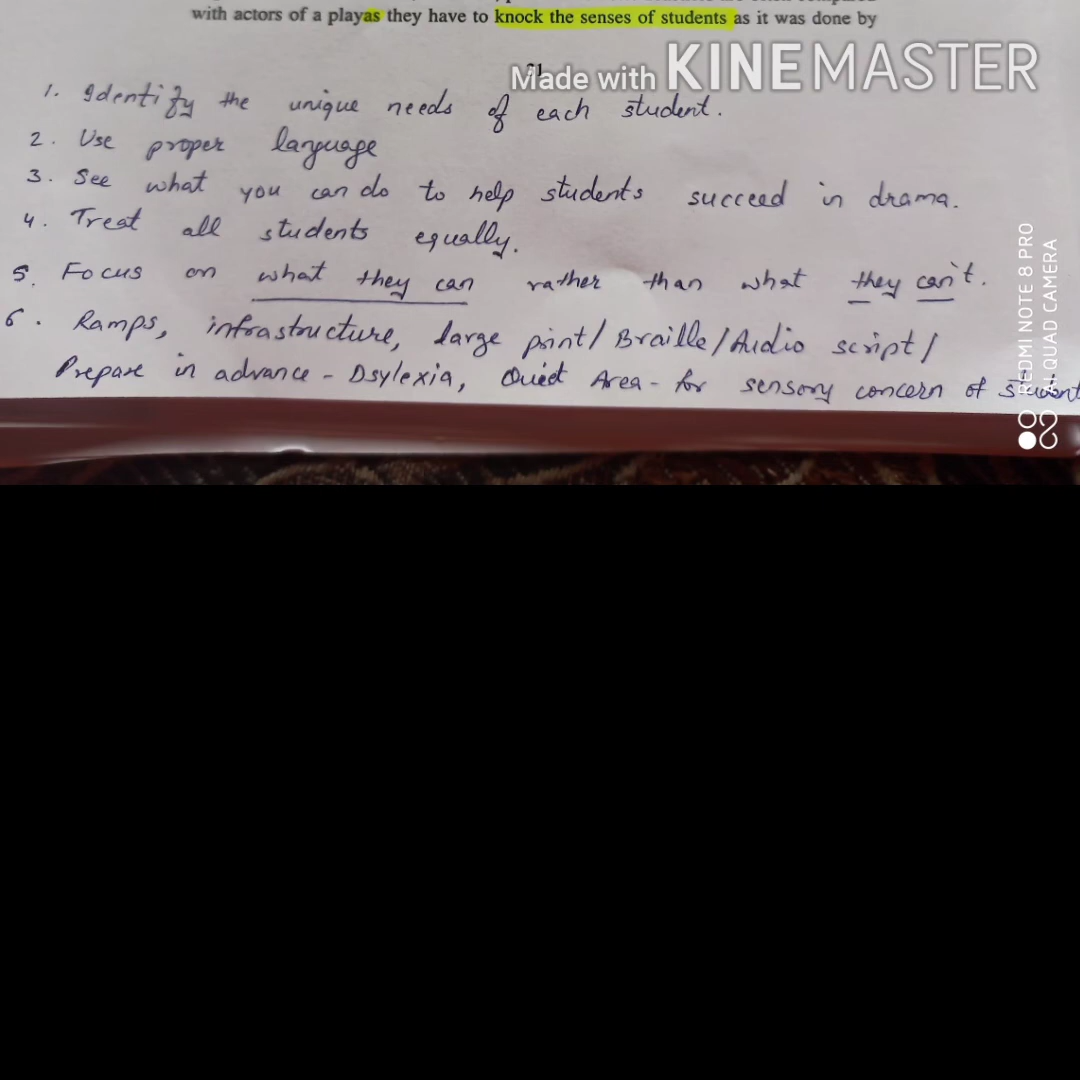 with actors of a playas they have to knock the senses of students as it was done by
Made with KINEMASTER
1. Identify the unique needs of each student.
2. Use proper language
3. See what you can do to help students succeed in drama.
4. Treat all students equally.
5. Focus on what they can rather than what they can't.
6. Ramps, infrastructure, large print/Braille/Audio script/
Prepare in advance - Dsylexia, Quiet Area - for sensory concern of student
REDMI NOTE 8 PRO
AI QUAD CAMERA